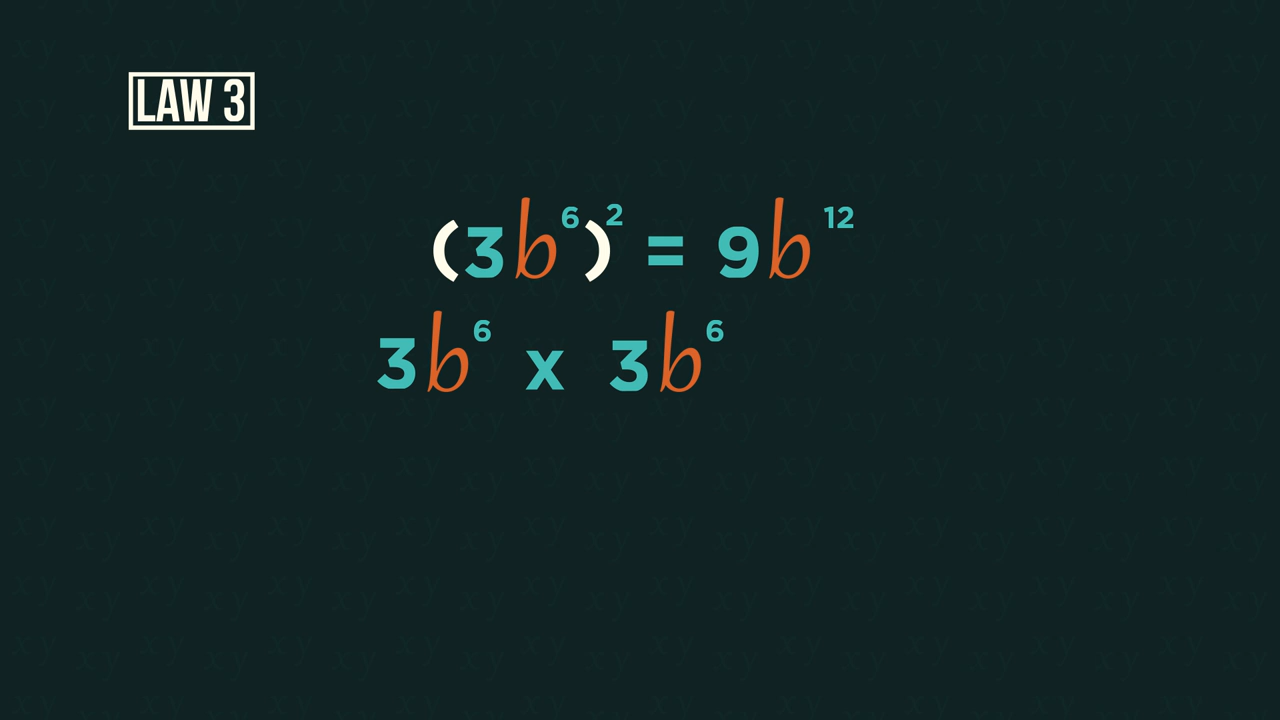 LAW 3
(3b⁶)² = 9b¹²
3b⁶ x 3b⁶